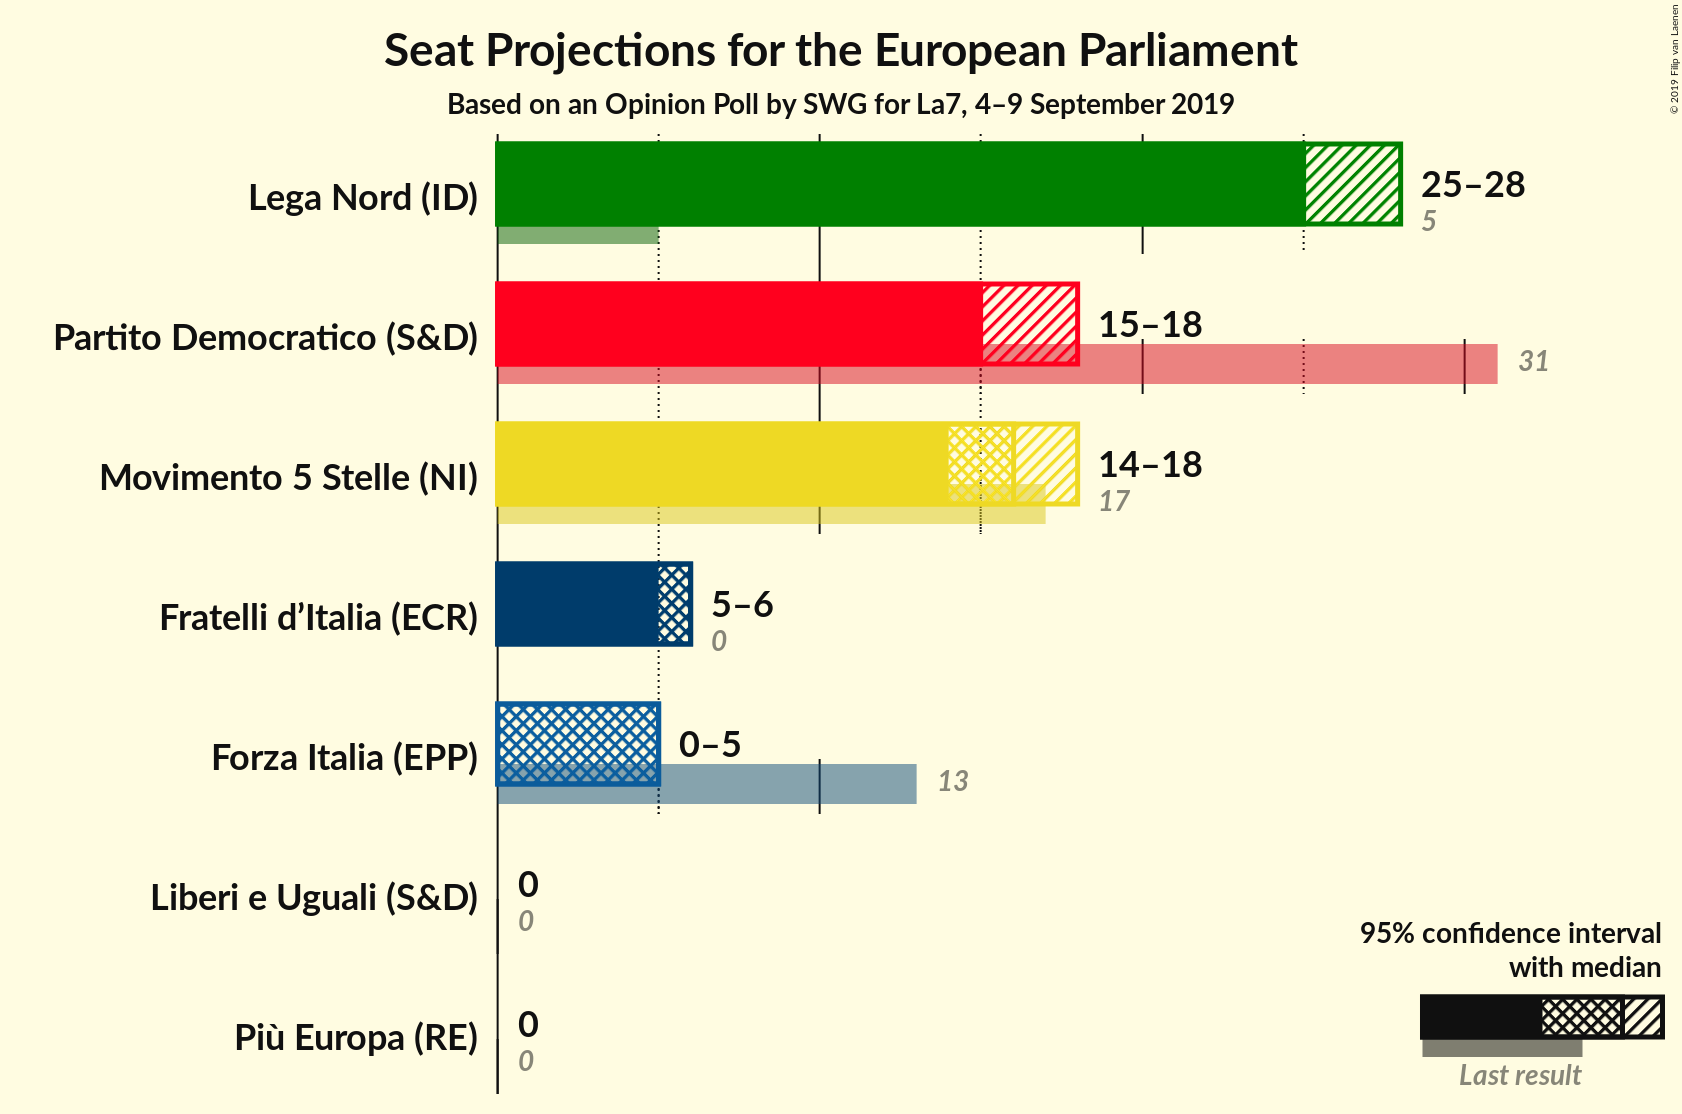 Seat Projections for the European Parliament
Based on an Opinion Poll by SWG for La7, 4–9 September 2019
© 2019 Filip van Laenen
Lega Nord (ID)
25–28
5
Partito Democratico (S&D)
15–18
31
Movimento 5 Stelle (NI)
14–18
17
Fratelli d’Italia (ECR)
5–6
0
Forza Italia (EPP)
0–5
13
Liberi e Uguali (S&D)
0
0
Più Europa (RE)
0
0
95% confidence interval
with median
Last result